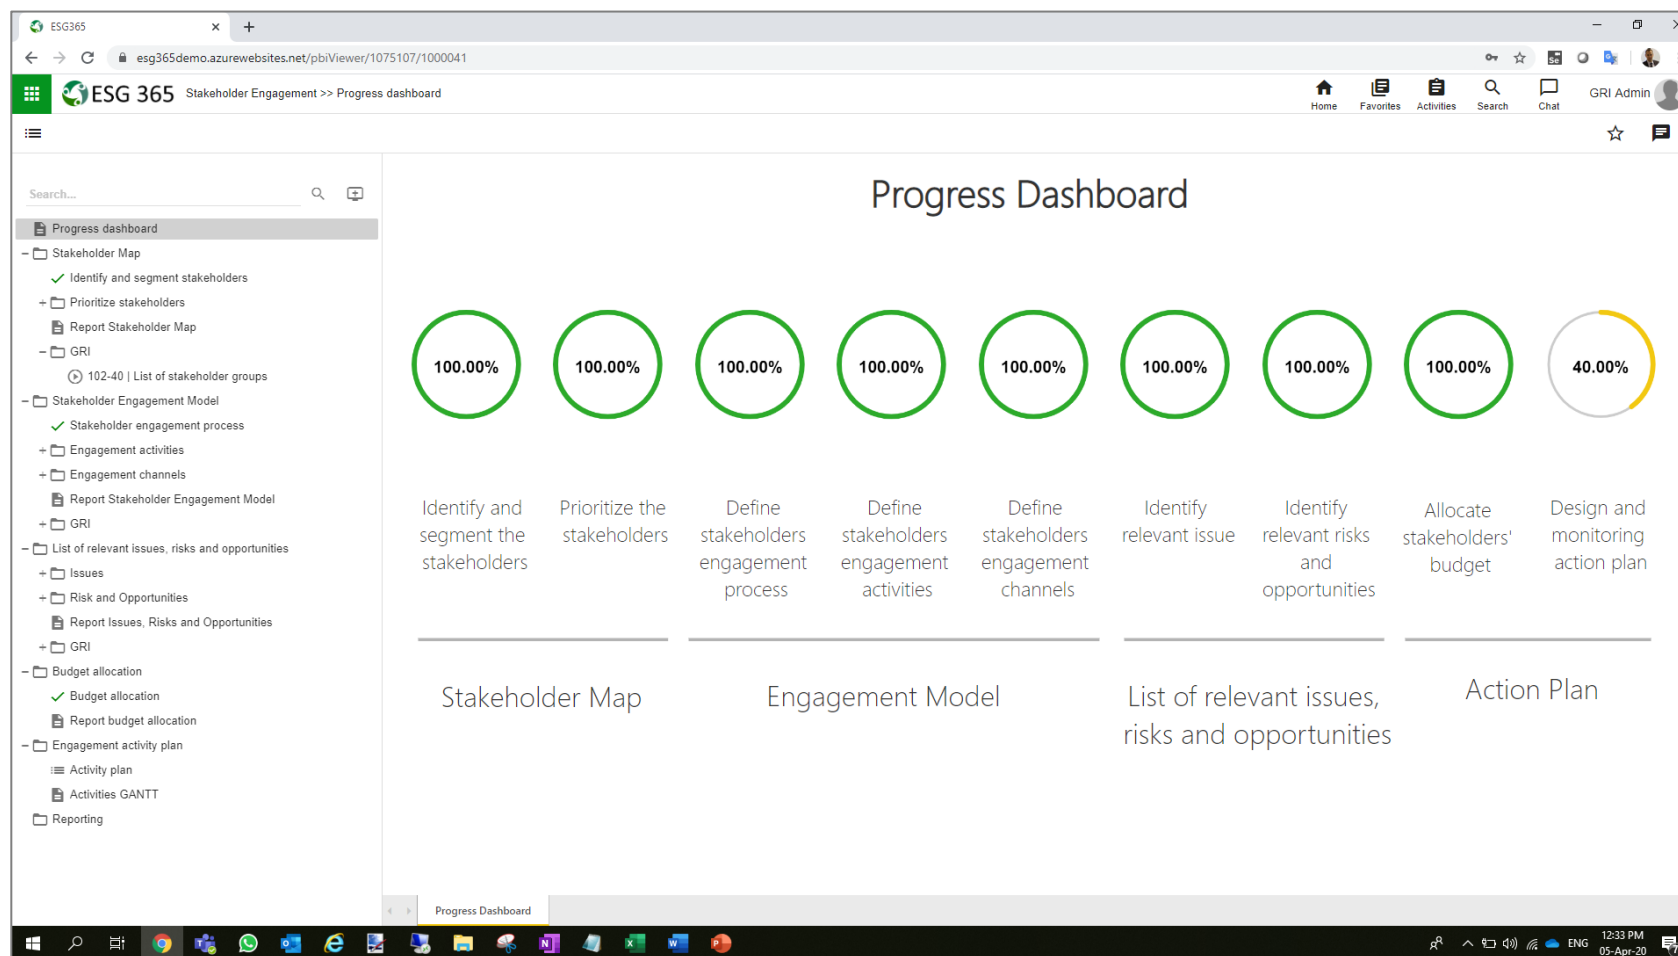 ESG365
esg365demo.azurewebsites.net/pbiViewer/1075107/1000041
Se
ESG 365 Stakeholder Engagement >> Progress dashboard
Home Favorites Activities Search Chat GRI Admin
Search...
Progress dashboard
Stakeholder Map
Identify and segment stakeholders
Prioritize stakeholders
Report Stakeholder Map
GRI
102-40 | List of stakeholder groups
Stakeholder Engagement Model
Stakeholder engagement process
Engagement activities
Engagement channels
Report Stakeholder Engagement Model
GRI
List of relevant issues, risks and opportunities
Issues
Risk and Opportunities
Report Issues, Risks and Opportunities
GRI
Budget allocation
Budget allocation
Report budget allocation
Engagement activity plan
Activity plan
Activities GANTT
Reporting
Progress Dashboard
100.00% 100.00% 100.00% 100.00% 100.00% 100.00% 100.00% 100.00% 40.00%
Identify and
segment the
stakeholders
Prioritize the
stakeholders
Define
stakeholders
engagement
process
Define
stakeholders
engagement
activities
Define
stakeholders
engagement
channels
Identify
relevant issue
Identify
relevant risks
and
opportunities
Allocate
stakeholders'
budget
Design and
monitoring
action plan
Stakeholder Map
Engagement Model
List of relevant issues,
risks and opportunities
Action Plan
Progress Dashboard
ENG
12:33 PM
05-Apr-20